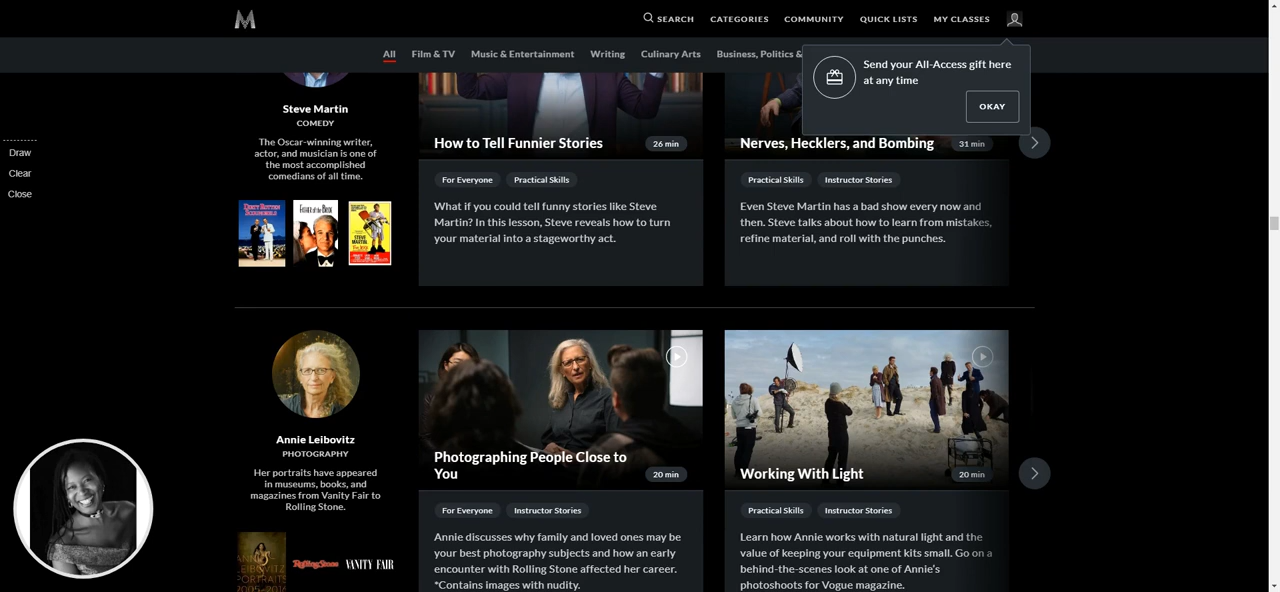 M
SEARCH CATEGORIES COMMUNITY QUICK LISTS MY CLASSES
All Film & TV Music & Entertainment Writing Culinary Arts Business, Politics &
Send your All-Access gift here
at any time
OKAY
Draw
Clear
Close
Steve Martin
COMEDY
The Oscar-winning writer,
actor, and musician is one of
the most accomplished
comedians of all time.
How to Tell Funnier Stories 26 min
For Everyone Practical Skills
What if you could tell funny stories like Steve
Martin? In this lesson, Steve reveals how to turn
your material into a stageworthy act.
Nerves, Hecklers, and Bombing 31 min
Practical Skills Instructor Stories
Even Steve Martin has a bad show every now and
then. Steve talks about how to learn from mistakes,
refine material, and roll with the punches.
Annie Leibovitz
PHOTOGRAPHY
Her portraits have appeared
in museums, books, and
magazines from Vanity Fair to
Rolling Stone.
ANNIE
LEIBOVITZ
PORTRAITS
RollingStone
VANITY FAIR
Photographing People Close to
You 20 min
For Everyone Instructor Stories
Annie discusses why family and loved ones may be
your best photography subjects and how an early
encounter with Rolling Stone affected her career.
*Contains images with nudity.
Working With Light 20 min
Practical Skills Instructor Stories
Learn how Annie works with natural light and the
value of keeping your equipment kits small. Go on a
behind-the-scenes look at one of Annie's
photoshoots for Vogue magazine.